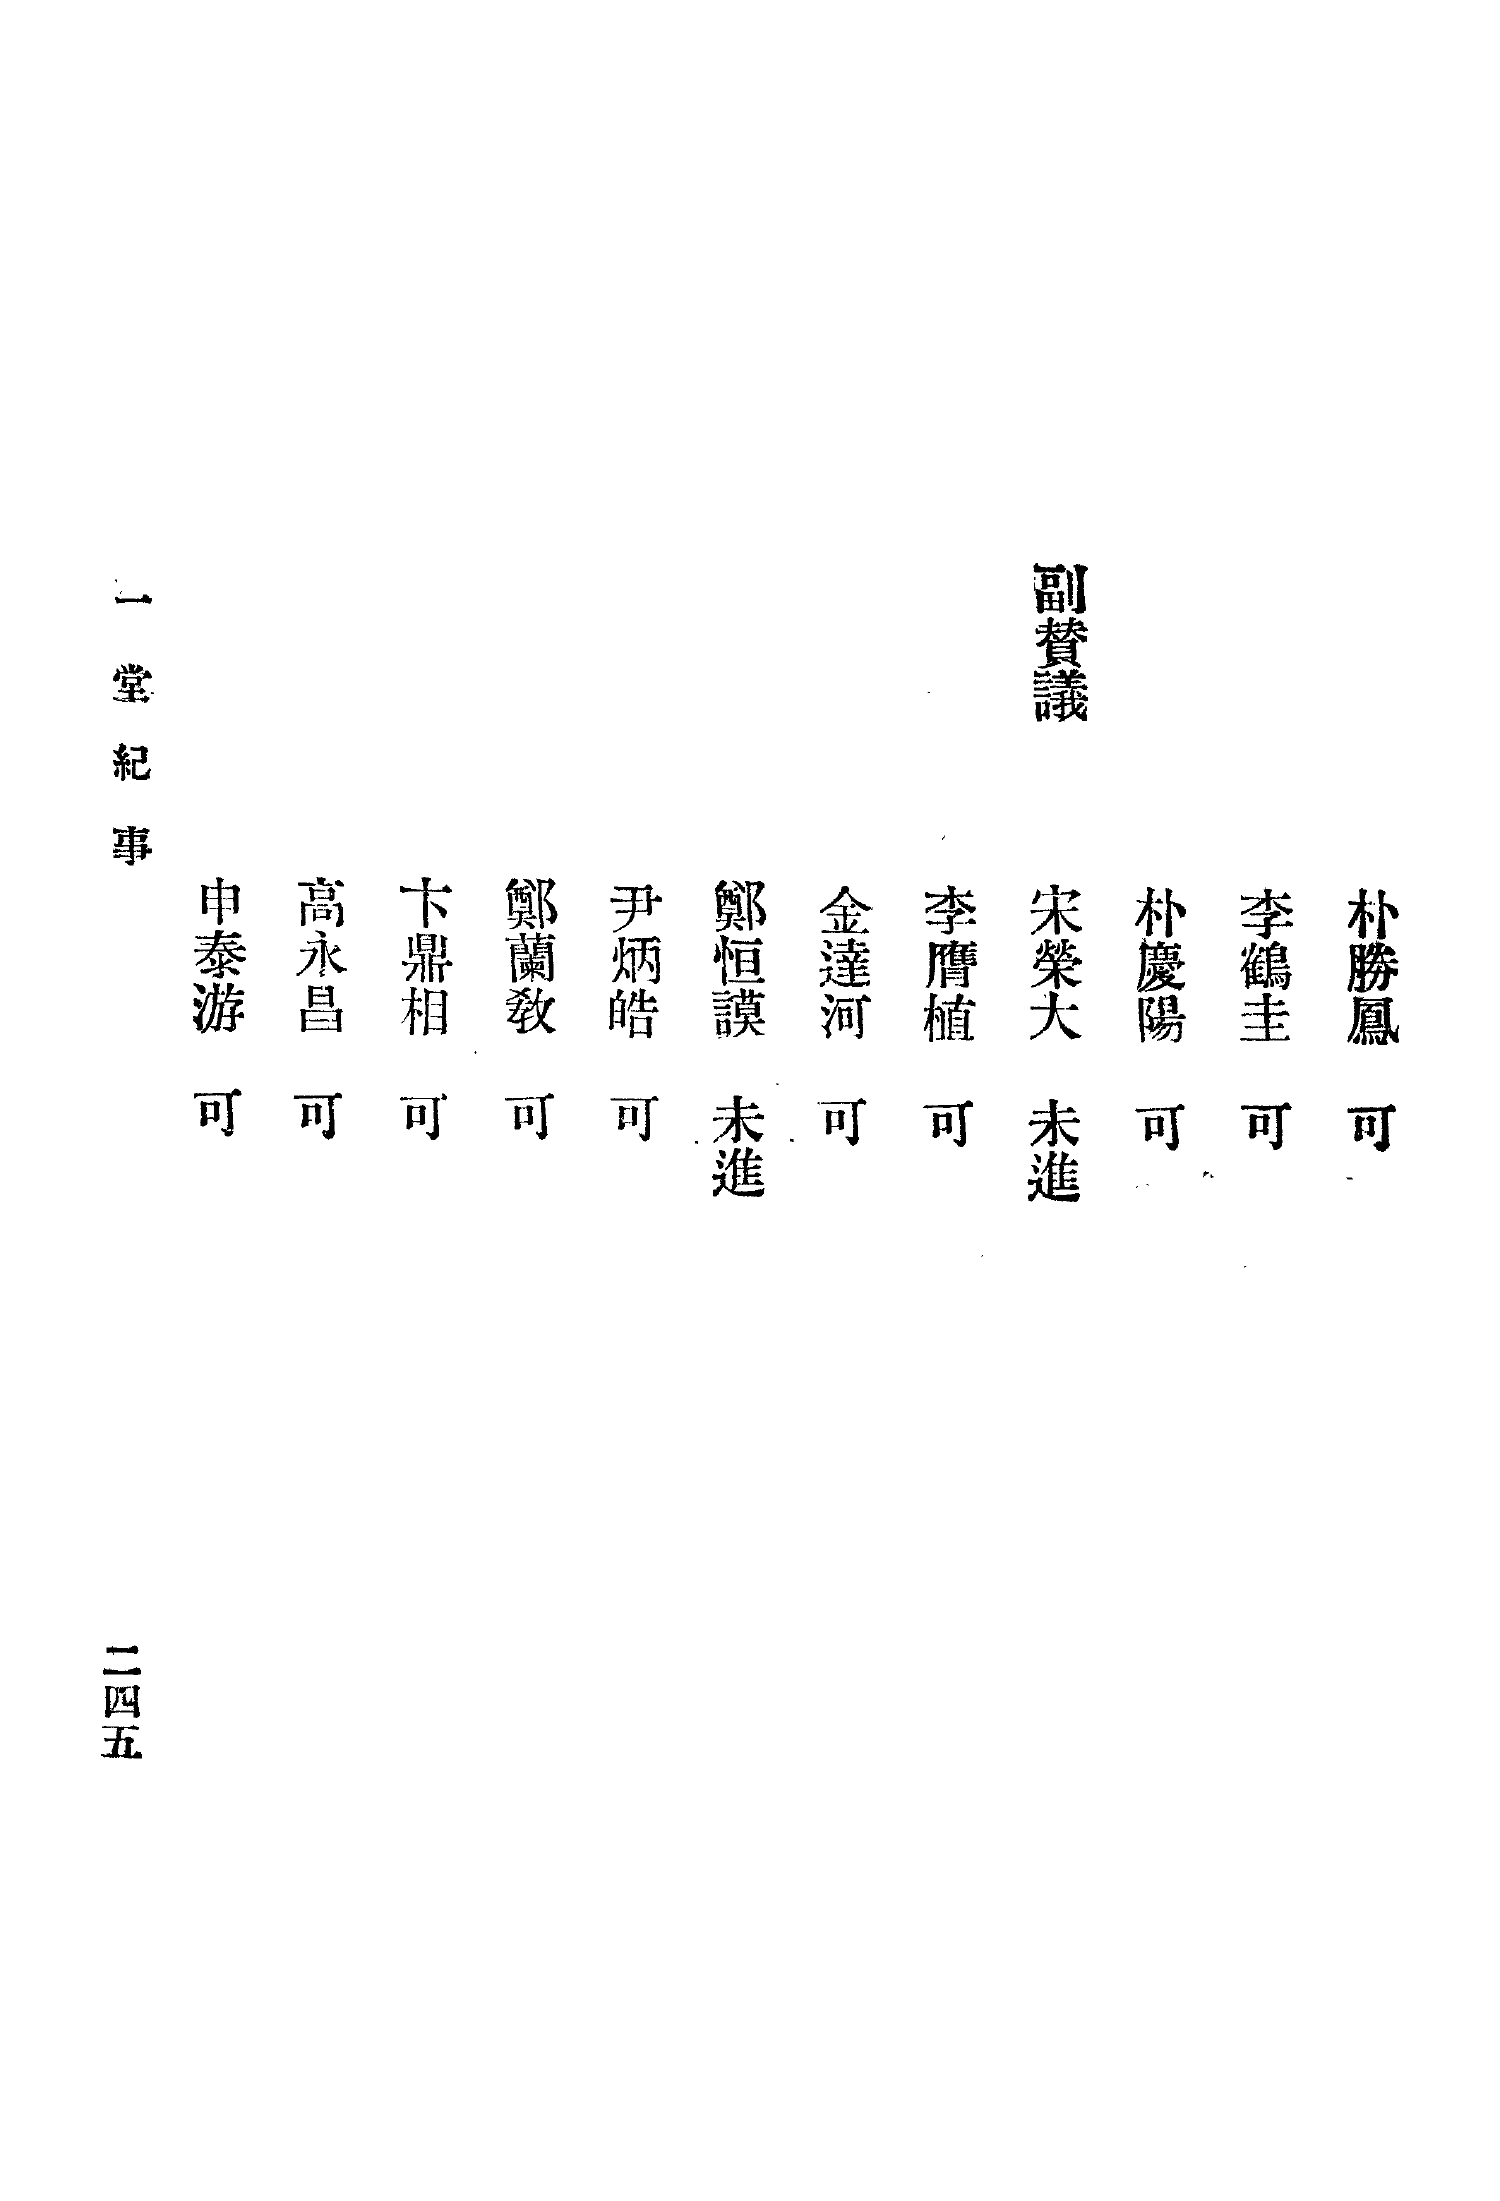 朴勝鳳 可
李鶴圭 可
朴慶陽 可
副贊議 宋榮大 未進
李膺植 可
金達河 可
鄭恒謨 未進
尹炳皓 可
鄭蘭敎 可
卞鼎相 可
高永昌 可
申泰游 可
一堂紀事 二四五